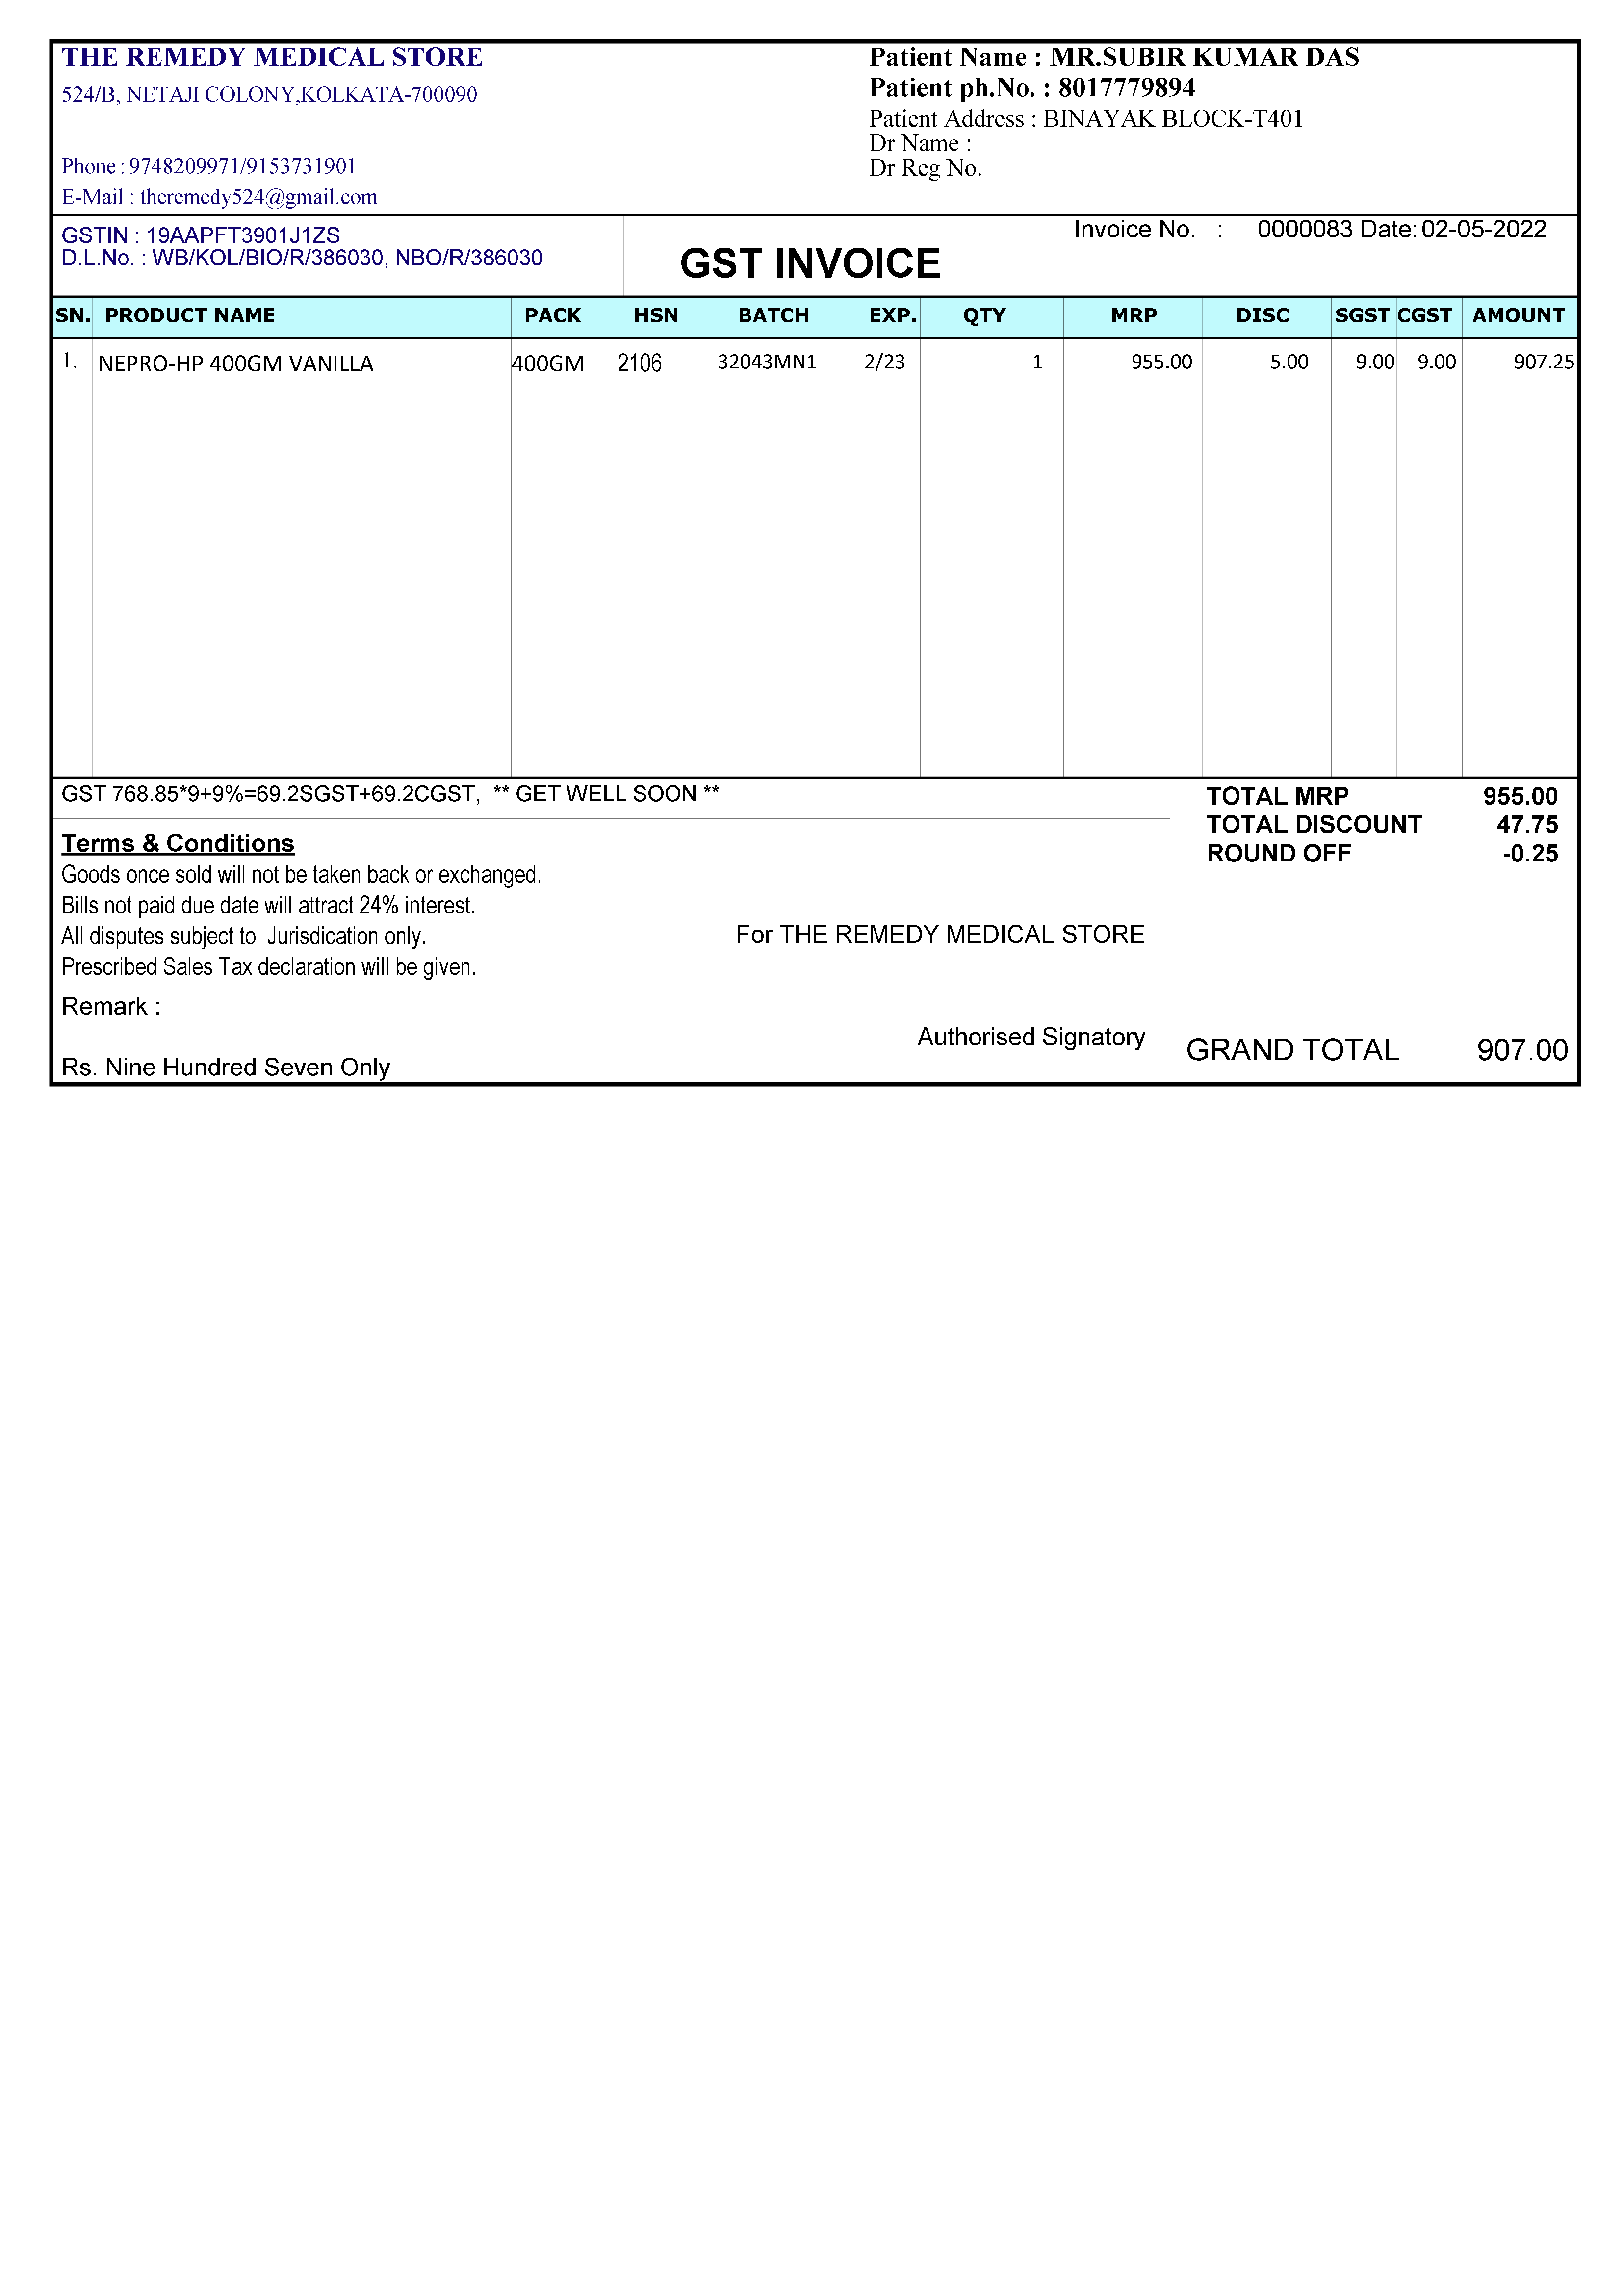 THE REMEDY MEDICAL STORE
524/B, NETAJI COLONY,KOLKATA-700090
Phone : 9748209971/9153731901
E-Mail : theremedy524@gmail.com
Patient Name : MR.SUBIR KUMAR DAS
Patient ph.No. : 8017779894
Patient Address : BINAYAK BLOCK-T401
Dr Name :
Dr Reg No.
GSTIN : 19AAPFT3901J1ZS
D.L.No. : WB/KOL/BIO/R/386030, NBO/R/386030
GST INVOICE
Invoice No. : 0000083 Date: 02-05-2022
SN. PRODUCT NAME PACK HSN BATCH EXP. QTY MRP DISC SGST CGST AMOUNT
1. NEPRO-HP 400GM VANILLA 400GM 2106 32043MN1 2/23 1 955.00 5.00 9.00 9.00 907.25
GST 768.85*9+9%=69.2SGST+69.2CGST, ** GET WELL SOON **
Terms & Conditions
Goods once sold will not be taken back or exchanged.
Bills not paid due date will attract 24% interest.
All disputes subject to Jurisdication only.
Prescribed Sales Tax declaration will be given.
Remark :
Rs. Nine Hundred Seven Only
For THE REMEDY MEDICAL STORE
Authorised Signatory
TOTAL MRP 955.00
TOTAL DISCOUNT 47.75
ROUND OFF -0.25
GRAND TOTAL 907.00